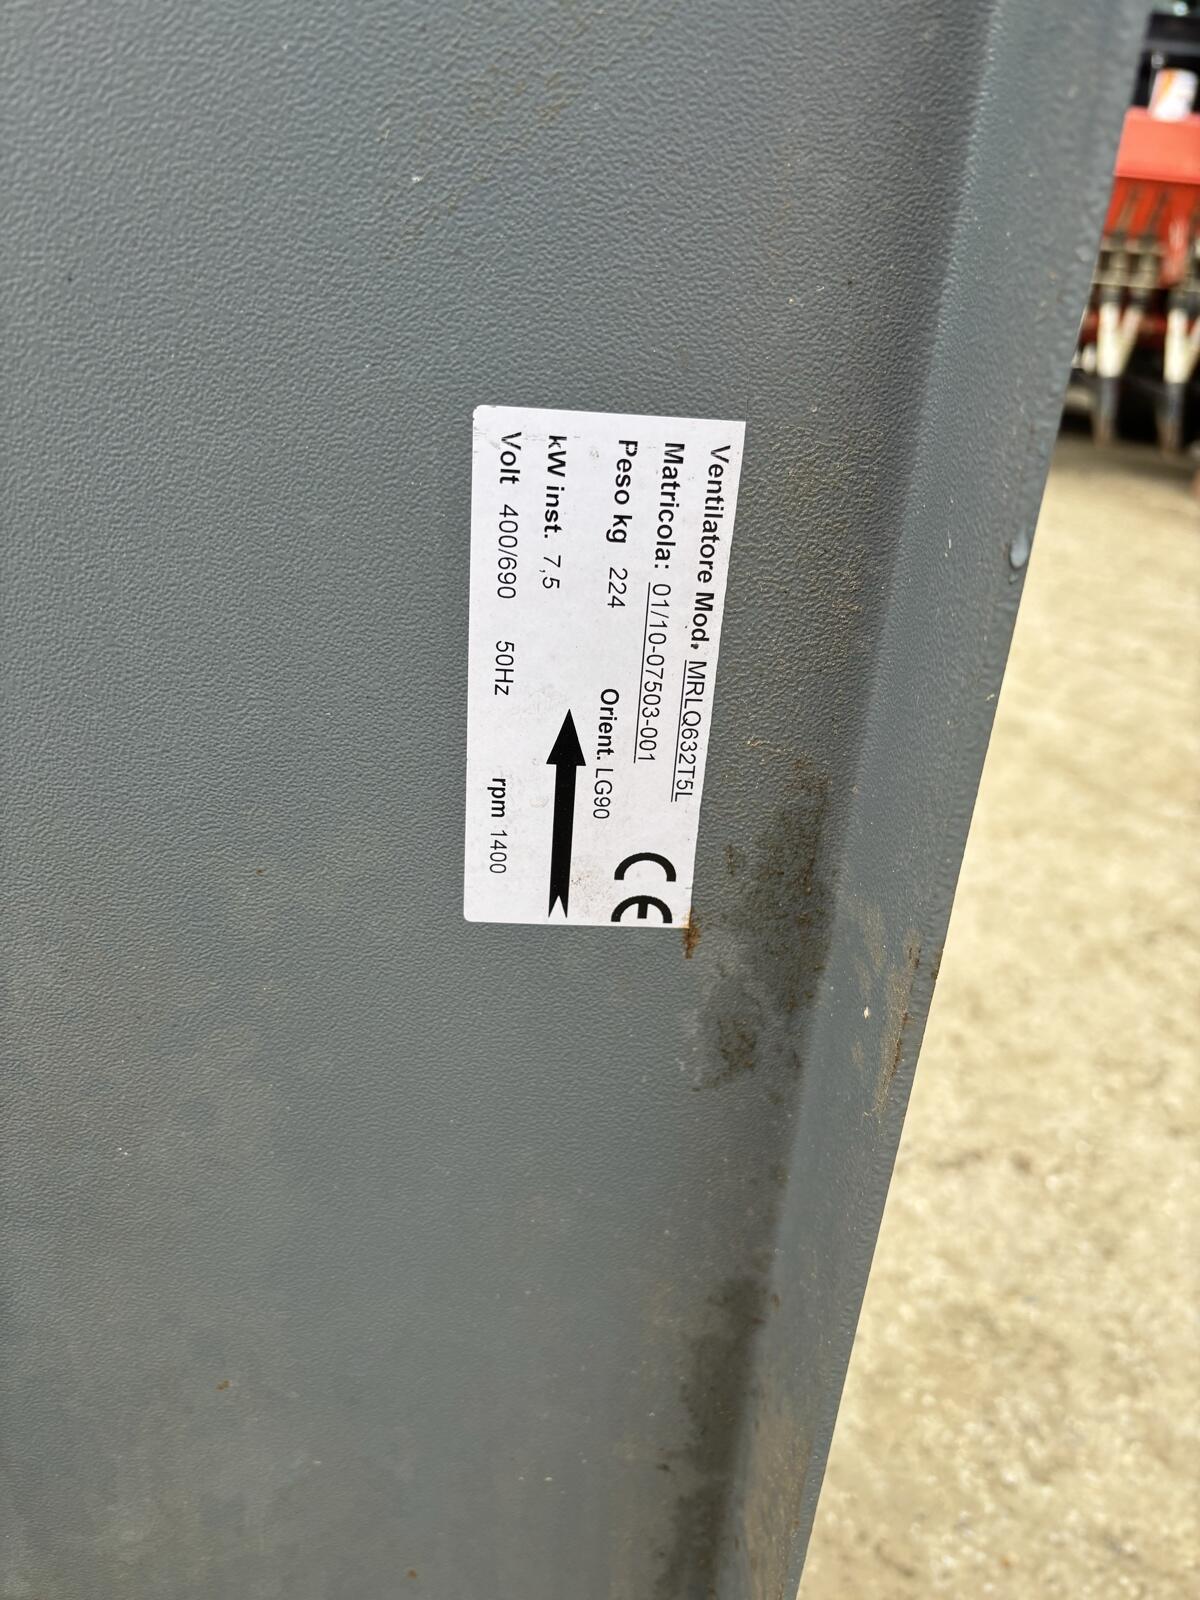 Ventilatore Mod. MRLQ632T5L
Matricola: 01/10-07503-001
Peso kg 224 Orient. LG90
CE
kW inst. 7,5
Volt 400/690 50Hz rpm 1400